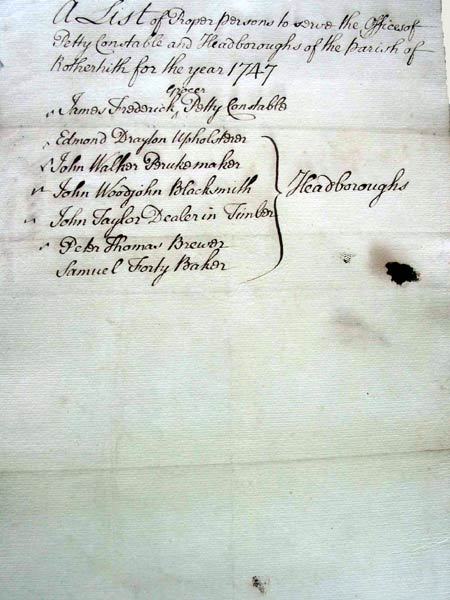 A List of Proper Persons to serve the Offices of
Petty Constable and Headboroughs of the Parish of
Rotherhith for the year 1747
Grocer
James Frederick ^ Petty Constable
Edmond Drayton Upholsterer
John Walker Perukemaker
John Woodjohn Blacksmith
Headboroughs
John Taylor Dealer in Timber
Peter Thomas Brewer
Samuel Forty Baker